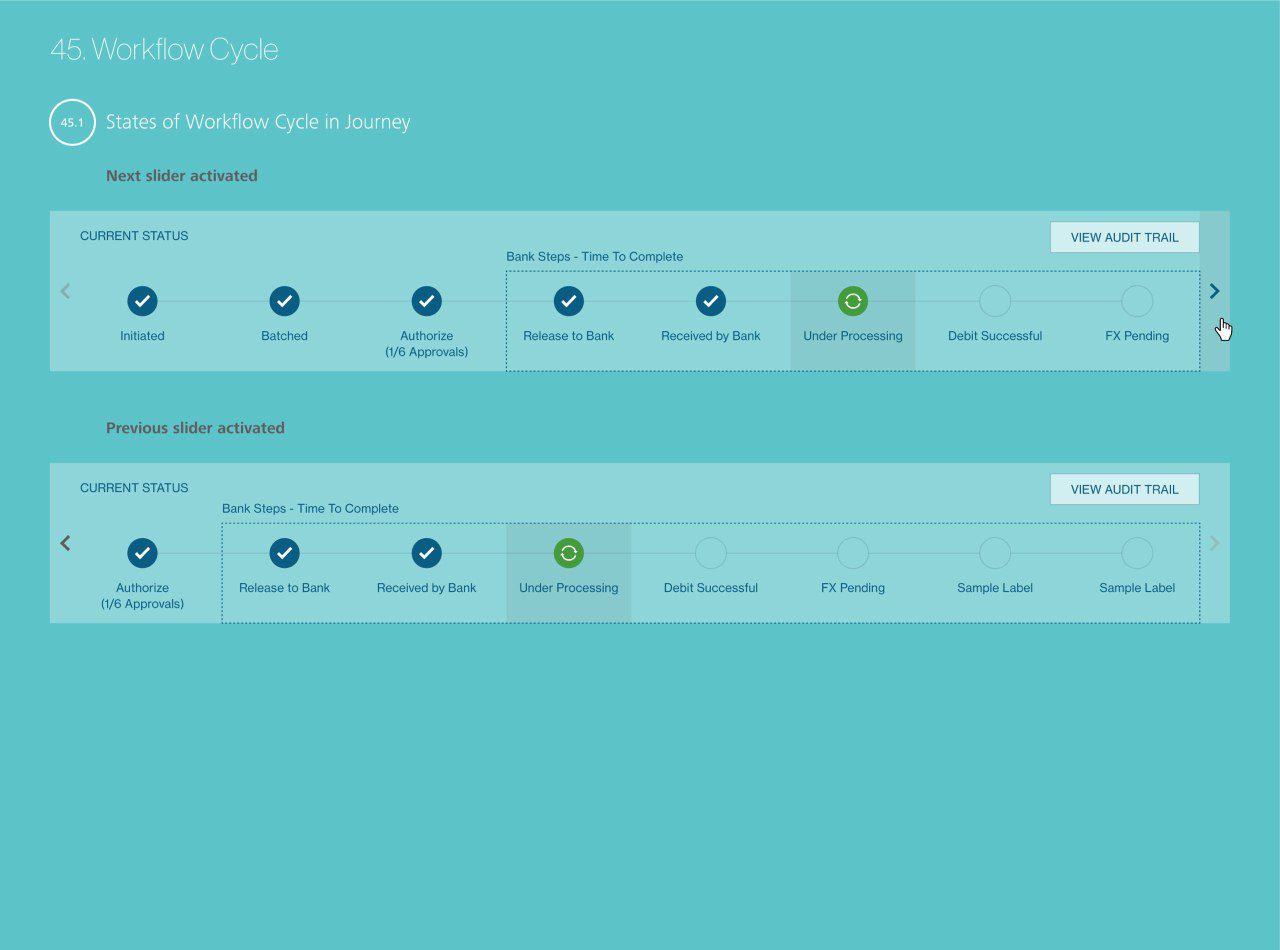 45. Workflow Cycle
45.1
States of Workflow Cycle in Journey
Next slider activated
CURRENT STATUS
VIEW AUDIT TRAIL
Bank Steps - Time To Complete
Initiated
Batched
Authorize
(1/6 Approvals)
Release to Bank
Received by Bank
Under Processing
Debit Successful
FX Pending
Previous slider activated
CURRENT STATUS
VIEW AUDIT TRAIL
Bank Steps - Time To Complete
Authorize
(1/6 Approvals)
Release to Bank
Received by Bank
Under Processing
Debit Successful
FX Pending
Sample Label
Sample Label